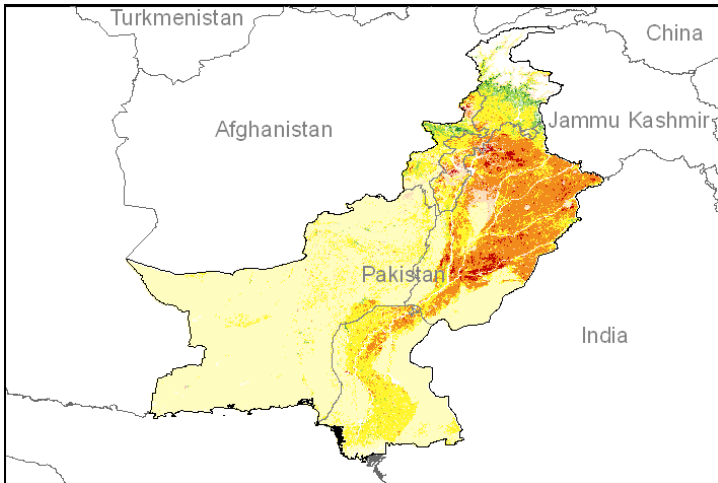 Turkmenistan
China
Jammu Kashmir
Afghanistan
Pakistan
India